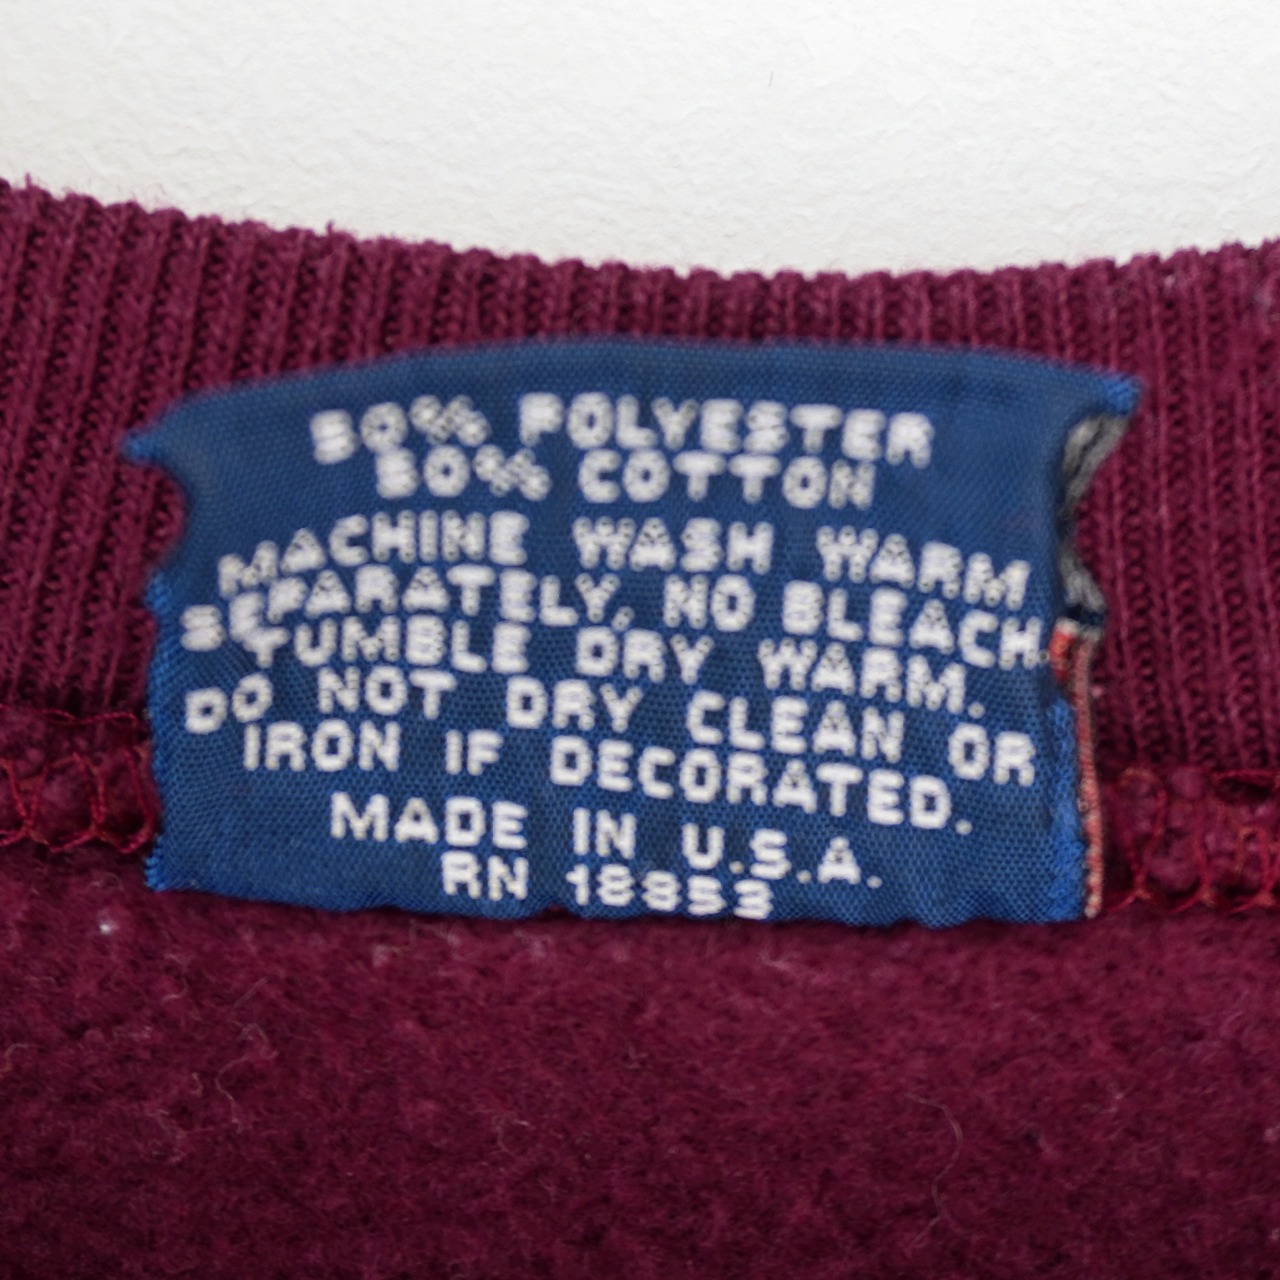 50% POLYESTER
50% COTTON
MACHINE WASH WARM
SEPARATELY, NO BLEACH.
TUMBLE DRY WARM.
DO NOT DRY CLEAN OR
IRON IF DECORATED.
MADE IN U.S.A.
RN 18853